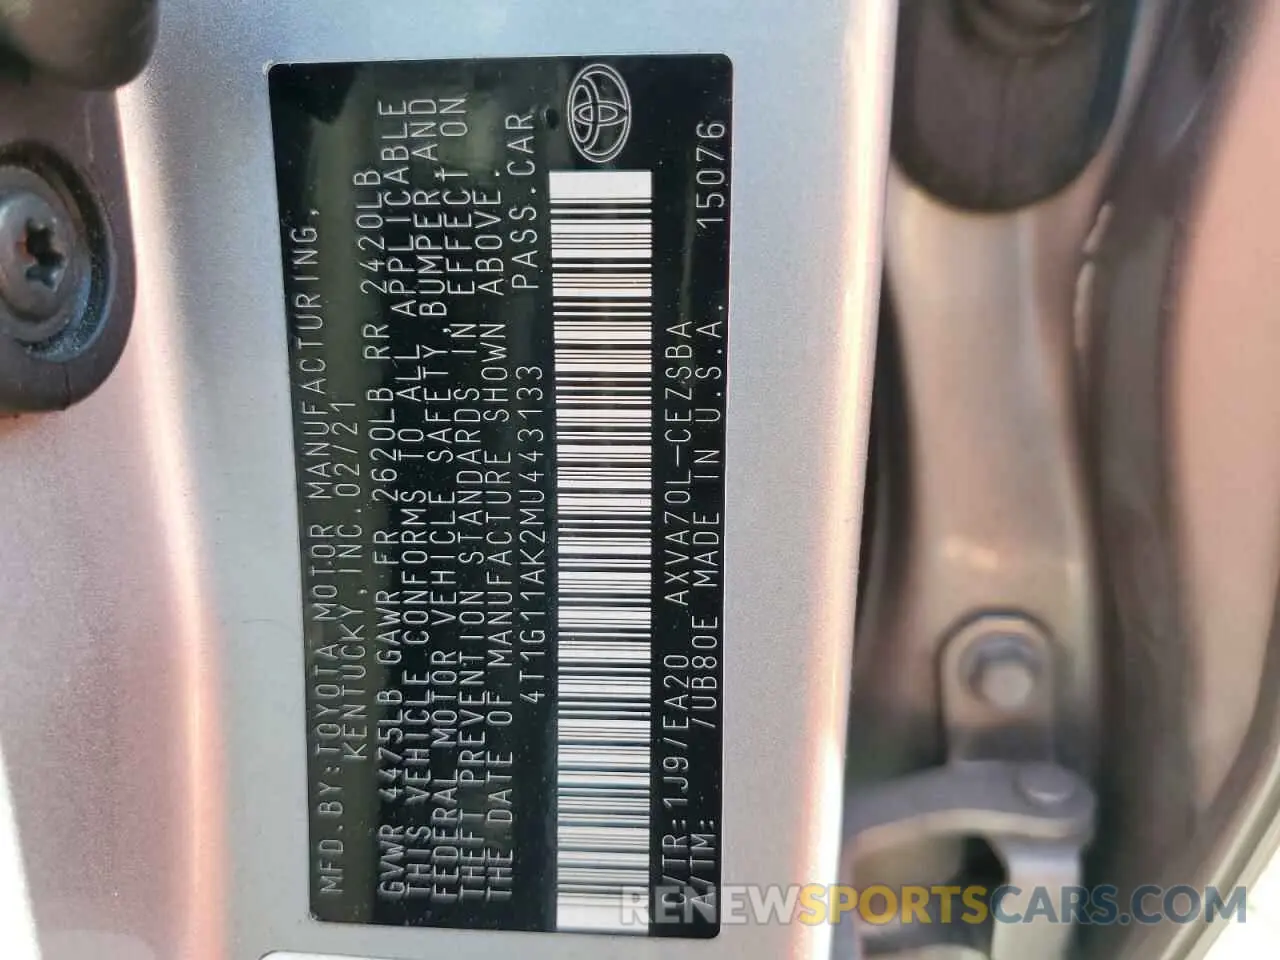 MFD.BY:TOYOTA MOTOR MANUFACTURING,
KENTUCKY,INC.02/21
GVWR 4475LB GAWR FR 2620LB RR 2420LB
THIS VEHICLE CONFORMS TO ALL APPLICABLE
FEDERAL MOTOR VEHICLE SAFETY,BUMPER,AND
THEFT PREVENTION STANDARDS IN EFFECT ON
THE DATE OF MANUFACTURE SHOWN ABOVE.
4T1G11AK2MU443133 PASS.CAR
C/TR:1J9/EA20 AXVA70L-CEZSBA 15076
A/TM: /UB80E MADE IN U.S.A.
RENEWSPORTSCARS.COM